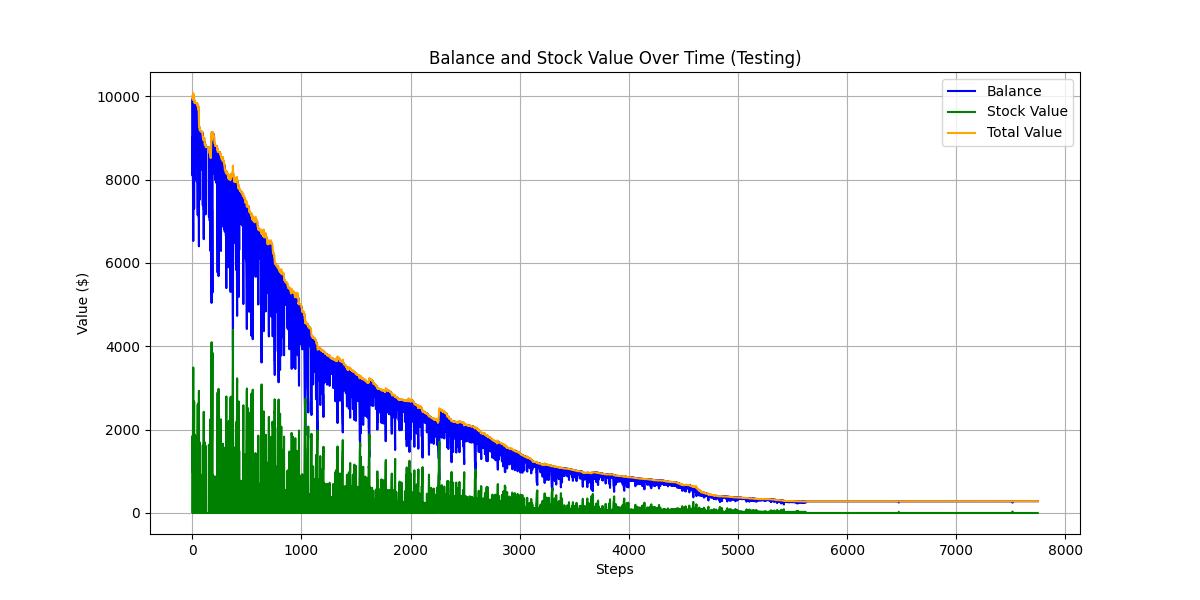 Balance and Stock Value Over Time (Testing)
Balance
Stock Value
Total Value
Value ($)
10000
8000
6000
4000
2000
0
0 1000 2000 3000 4000 5000 6000 7000 8000
Steps